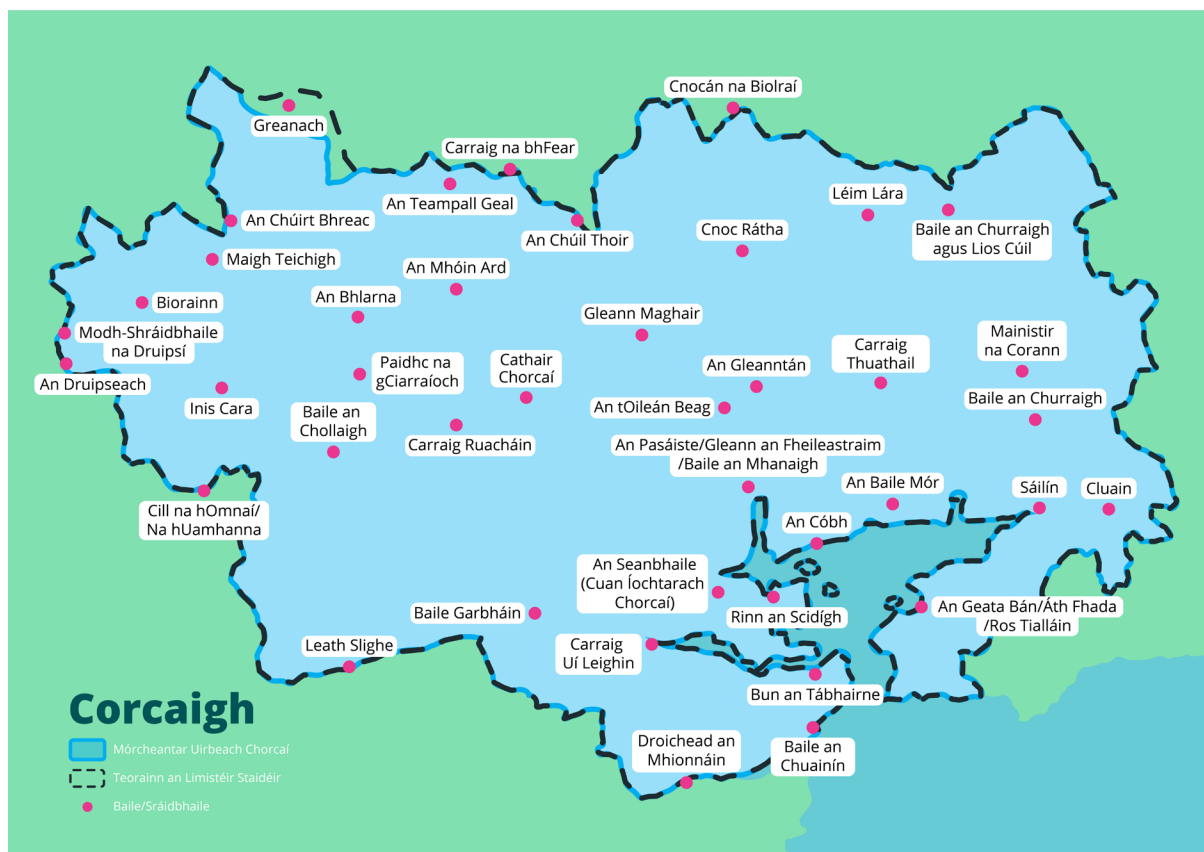 Cnocán na Biolraí
Greanach
Carraig na bhFear
An Teampall Geal
Léim Lára
An Chúirt Bhreac
An Chúil Thoir
Cnoc Rátha
Baile an Churraigh
agus Lios Cúil
Maigh Teichigh
An Mhóin Ard
Biorainn
An Bhlarna
Gleann Maghair
Modh-Shráidbhaile
na Druipsí
Mainistir
na Corann
Carraig
Thuathail
Paidhc na
gCiarraíoch
Cathair
Chorcaí
An Gleanntán
An Druipseach
Inis Cara
An tOileán Beag
Baile an Churraigh
Baile an
Chollaigh
Carraig Ruacháin
An Pasáiste/Gleann an Fheileastraim
/Baile an Mhanaigh
An Baile Mór
Sáilín
Cluain
Cill na hOmnaí/
Na hUamhanna
An Cóbh
An Seanbhaile
(Cuan Íochtarach
Chorcaí)
Baile Garbháin
Rinn an Scidígh
An Geata Bán/Áth Fhada
/Ros Tialláin
Leath Slighe
Carraig
Uí Leighin
Bun an Tábhairne
Droichead an
Mhionnáin
Baile an
Chuainín
Corcaigh
Mórcheantar Uirbeach Chorcaí
Teorainn an Limistéir Staidéir
Baile/Sráidbhaile